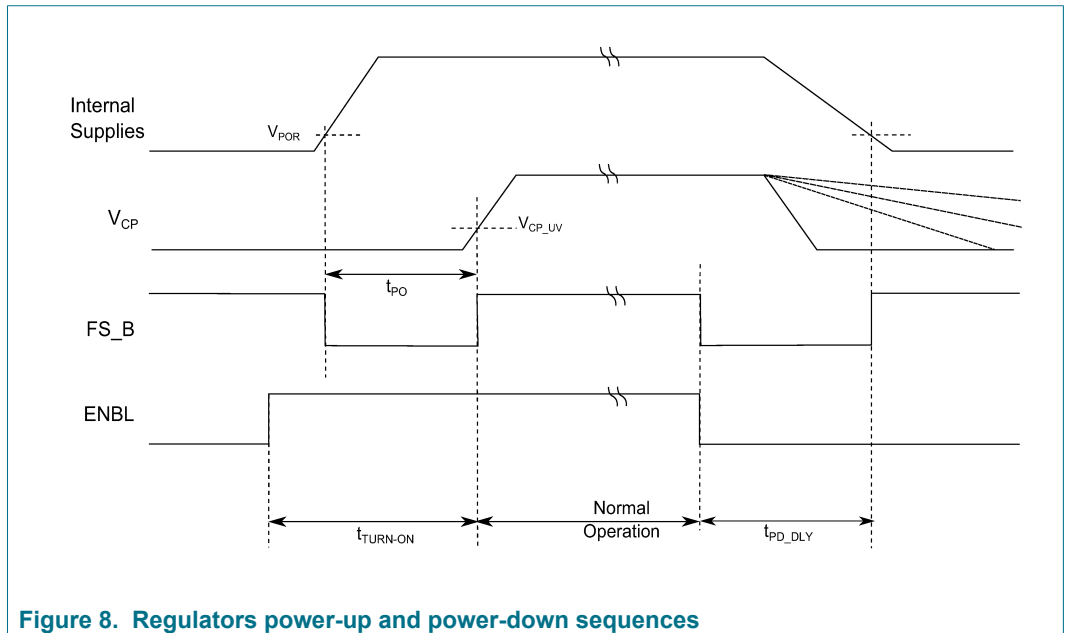 Internal
Supplies
VPOR
VCP
VCP_UV
tPO
FS_B
ENBL
Normal
Operation
tTURN-ON
tPD_DLY
Figure 8. Regulators power-up and power-down sequences